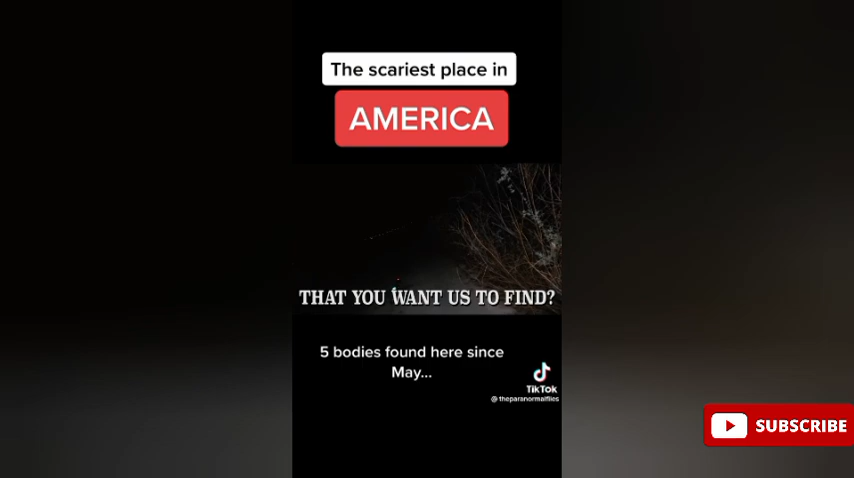 The scariest place in
AMERICA
THAT YOU WANT US TO FIND?
5 bodies found here since
May...
TikTok
@theparanormalfiles
SUBSCRIBE